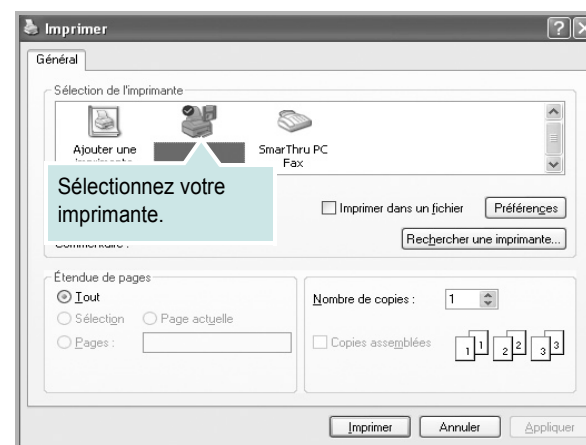 Imprimer
Général
Sélection de l'imprimante
Ajouter une
SmarThru PC
Fax
Sélectionnez votre
imprimante.
Imprimer dans un fichier
Préférences
Rechercher une imprimante...
Étendue de pages
Tout
Sélection Page actuelle
Pages :
Nombre de copies : 1
Copies assemblées
1 1 2 2 3 3
Imprimer Annuler Appliquer